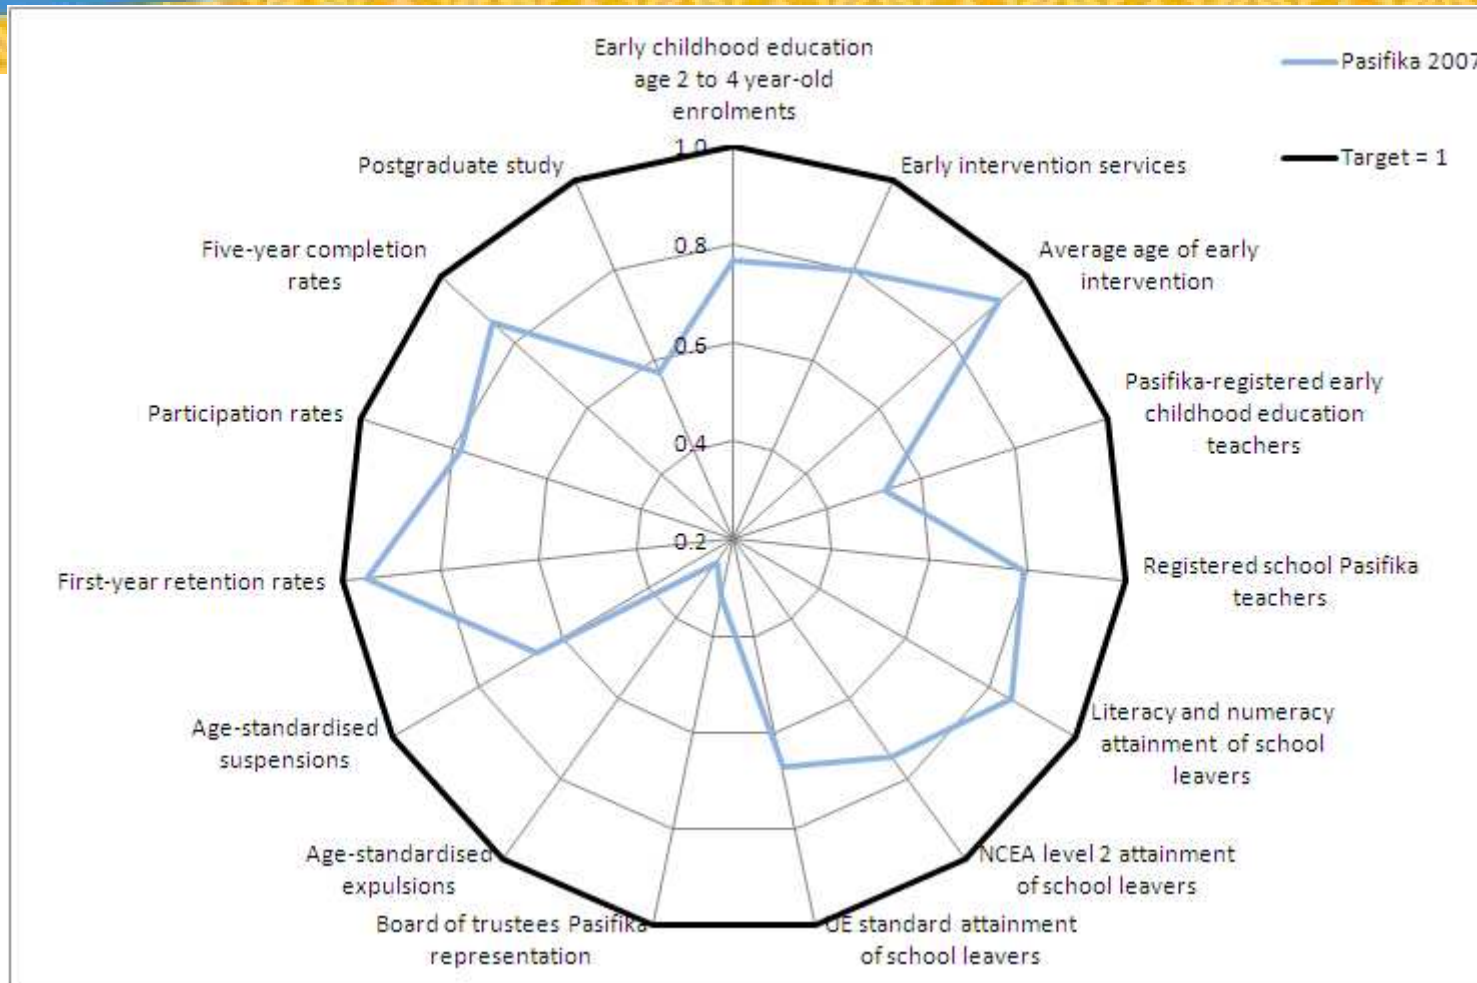 Early childhood education
age 2 to 4 year-old
enrolments
Pasifika 2007
Target = 1
Postgraduate study
Early intervention services
Five-year completion
rates
Average age of early
intervention
Participation rates
Pasifika-registered early
childhood education
teachers
First-year retention rates
Registered school Pasifika
teachers
Age-standardised
suspensions
Literacy and numeracy
attainment of school
leavers
Age-standardised
expulsions
NCEA level 2 attainment
of school leavers
Board of trustees Pasifika
representation
UE standard attainment
of school leavers
1.0
0.8
0.6
0.4
0.2